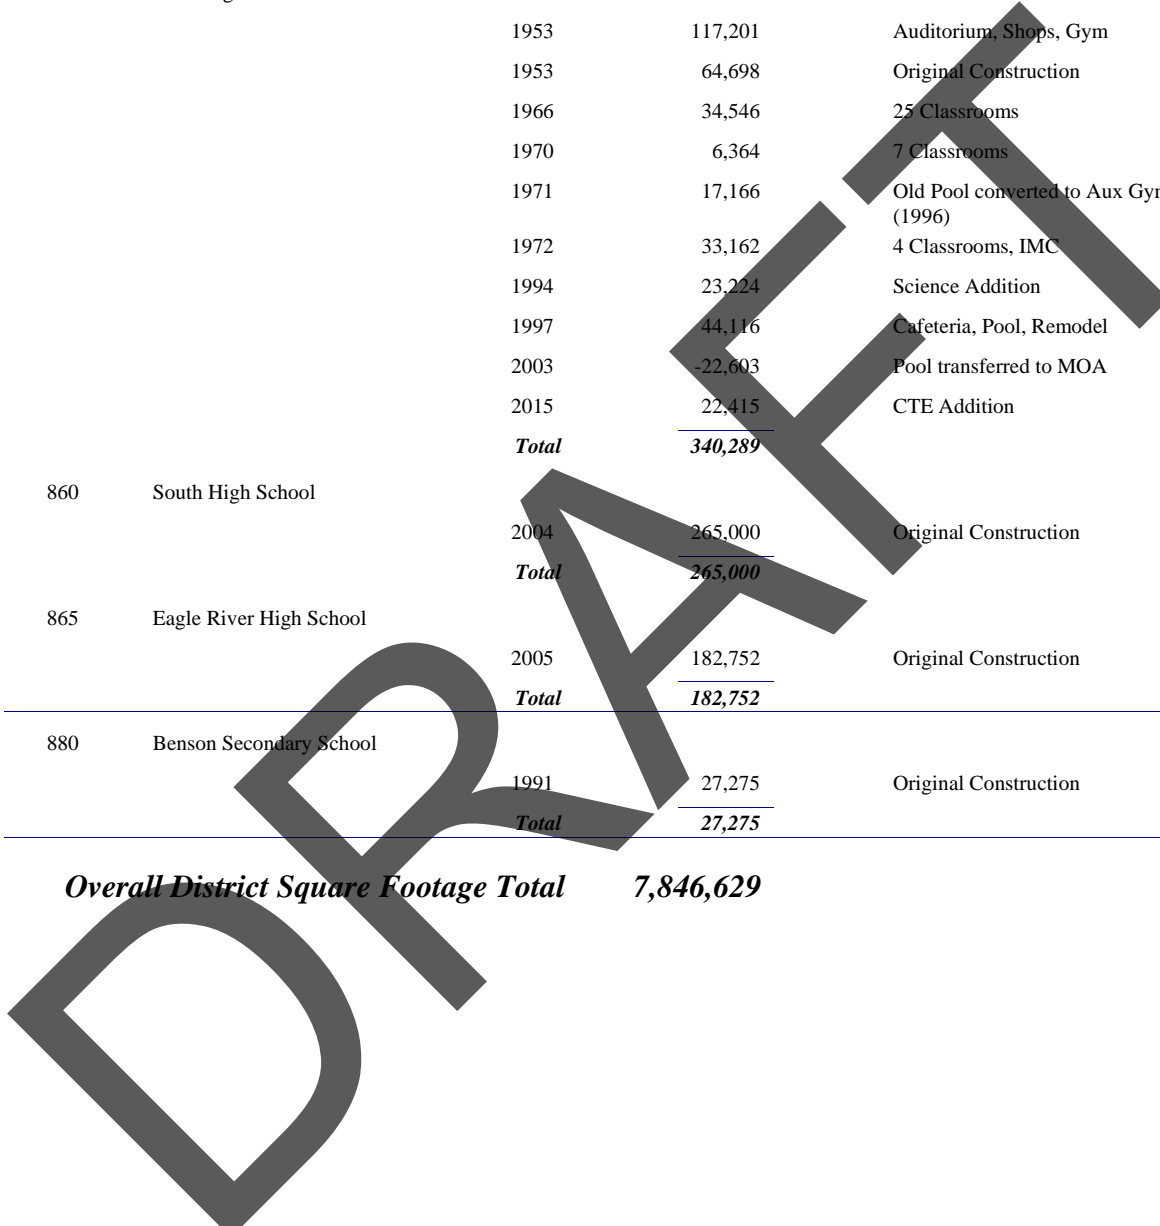 1953 117,201 Auditorium, Shops, Gym
1953 64,698 Original Construction
1966 34,546 25 Classrooms
1970 6,364 7 Classrooms
1971 17,166 Old Pool converted to Aux
(1996)
1972 33,162 4 Classrooms, IMC
1994 23,224 Science Addition
1997 44,116 Cafeteria, Pool, Remodel
2003 -22,603 Pool transferred to MOA
2015 22,415 CTE Addition
Total 340,289
860 South High School
2004 265,000 Original Construction
Total 265,000
865 Eagle River High School
2005 182,752 Original Construction
Total 182,752
880 Benson Secondary School
1991 27,275 Original Construction
Total 27,275
Overall District Square Footage Total 7,846,629
DRAFT